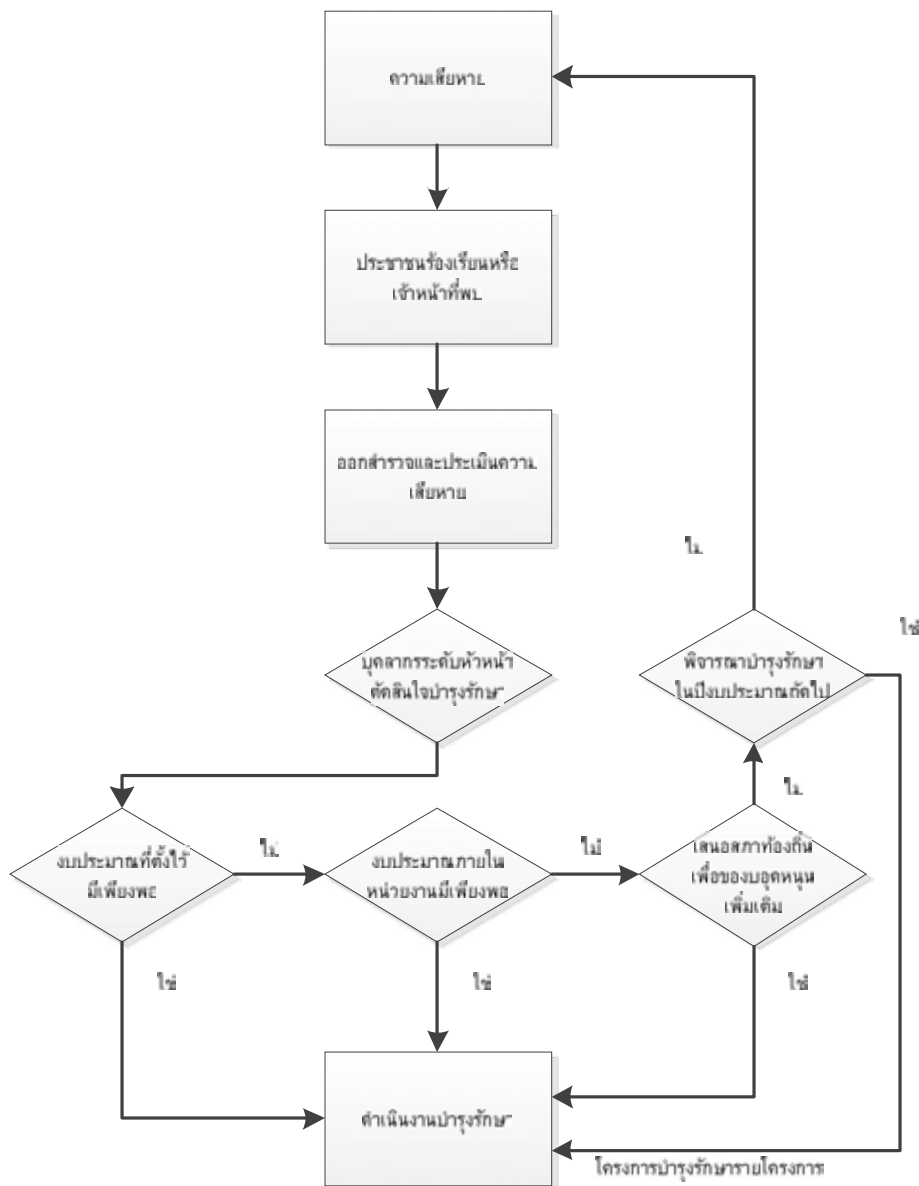 ความเสียหาย
ประชาชนร้องเรียนหรือ
เจ้าหน้าที่พบ
ออกสำรวจและประเมินความ
เสียหาย
ไม่
ใช่
บุคลากรระดับหัวหน้า
ตัดสินใจบำรุงรักษา
พิจารณาบำรุงรักษา
ในปีงบประมาณถัดไป
ไม่
งบประมาณที่ตั้งไว้
มีเพียงพอ
ไม่
งบประมาณภายใน
หน่วยงานมีเพียงพอ
ไม่
เสนอสภาท้องถิ่น
เพื่อของบอุดหนุน
เพิ่มเติม
ใช่
ใช่
ใช่
ดำเนินงานบำรุงรักษา
โครงการบำรุงรักษารายโครงการ